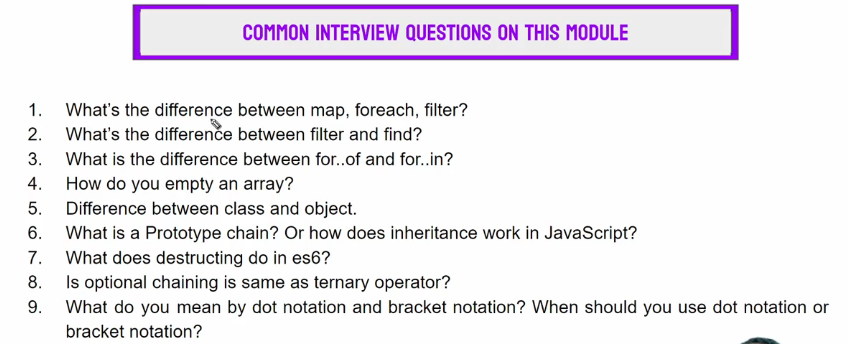 COMMON INTERVIEW QUESTIONS ON THIS MODULE
1. What's the difference between map, foreach, filter?
2. What's the difference between filter and find?
3. What is the difference between for..of and for..in?
4. How do you empty an array?
5. Difference between class and object.
6. What is a Prototype chain? Or how does inheritance work in JavaScript?
7. What does destructing do in es6?
8. Is optional chaining is same as ternary operator?
9. What do you mean by dot notation and bracket notation? When should you use dot notation or
bracket notation?